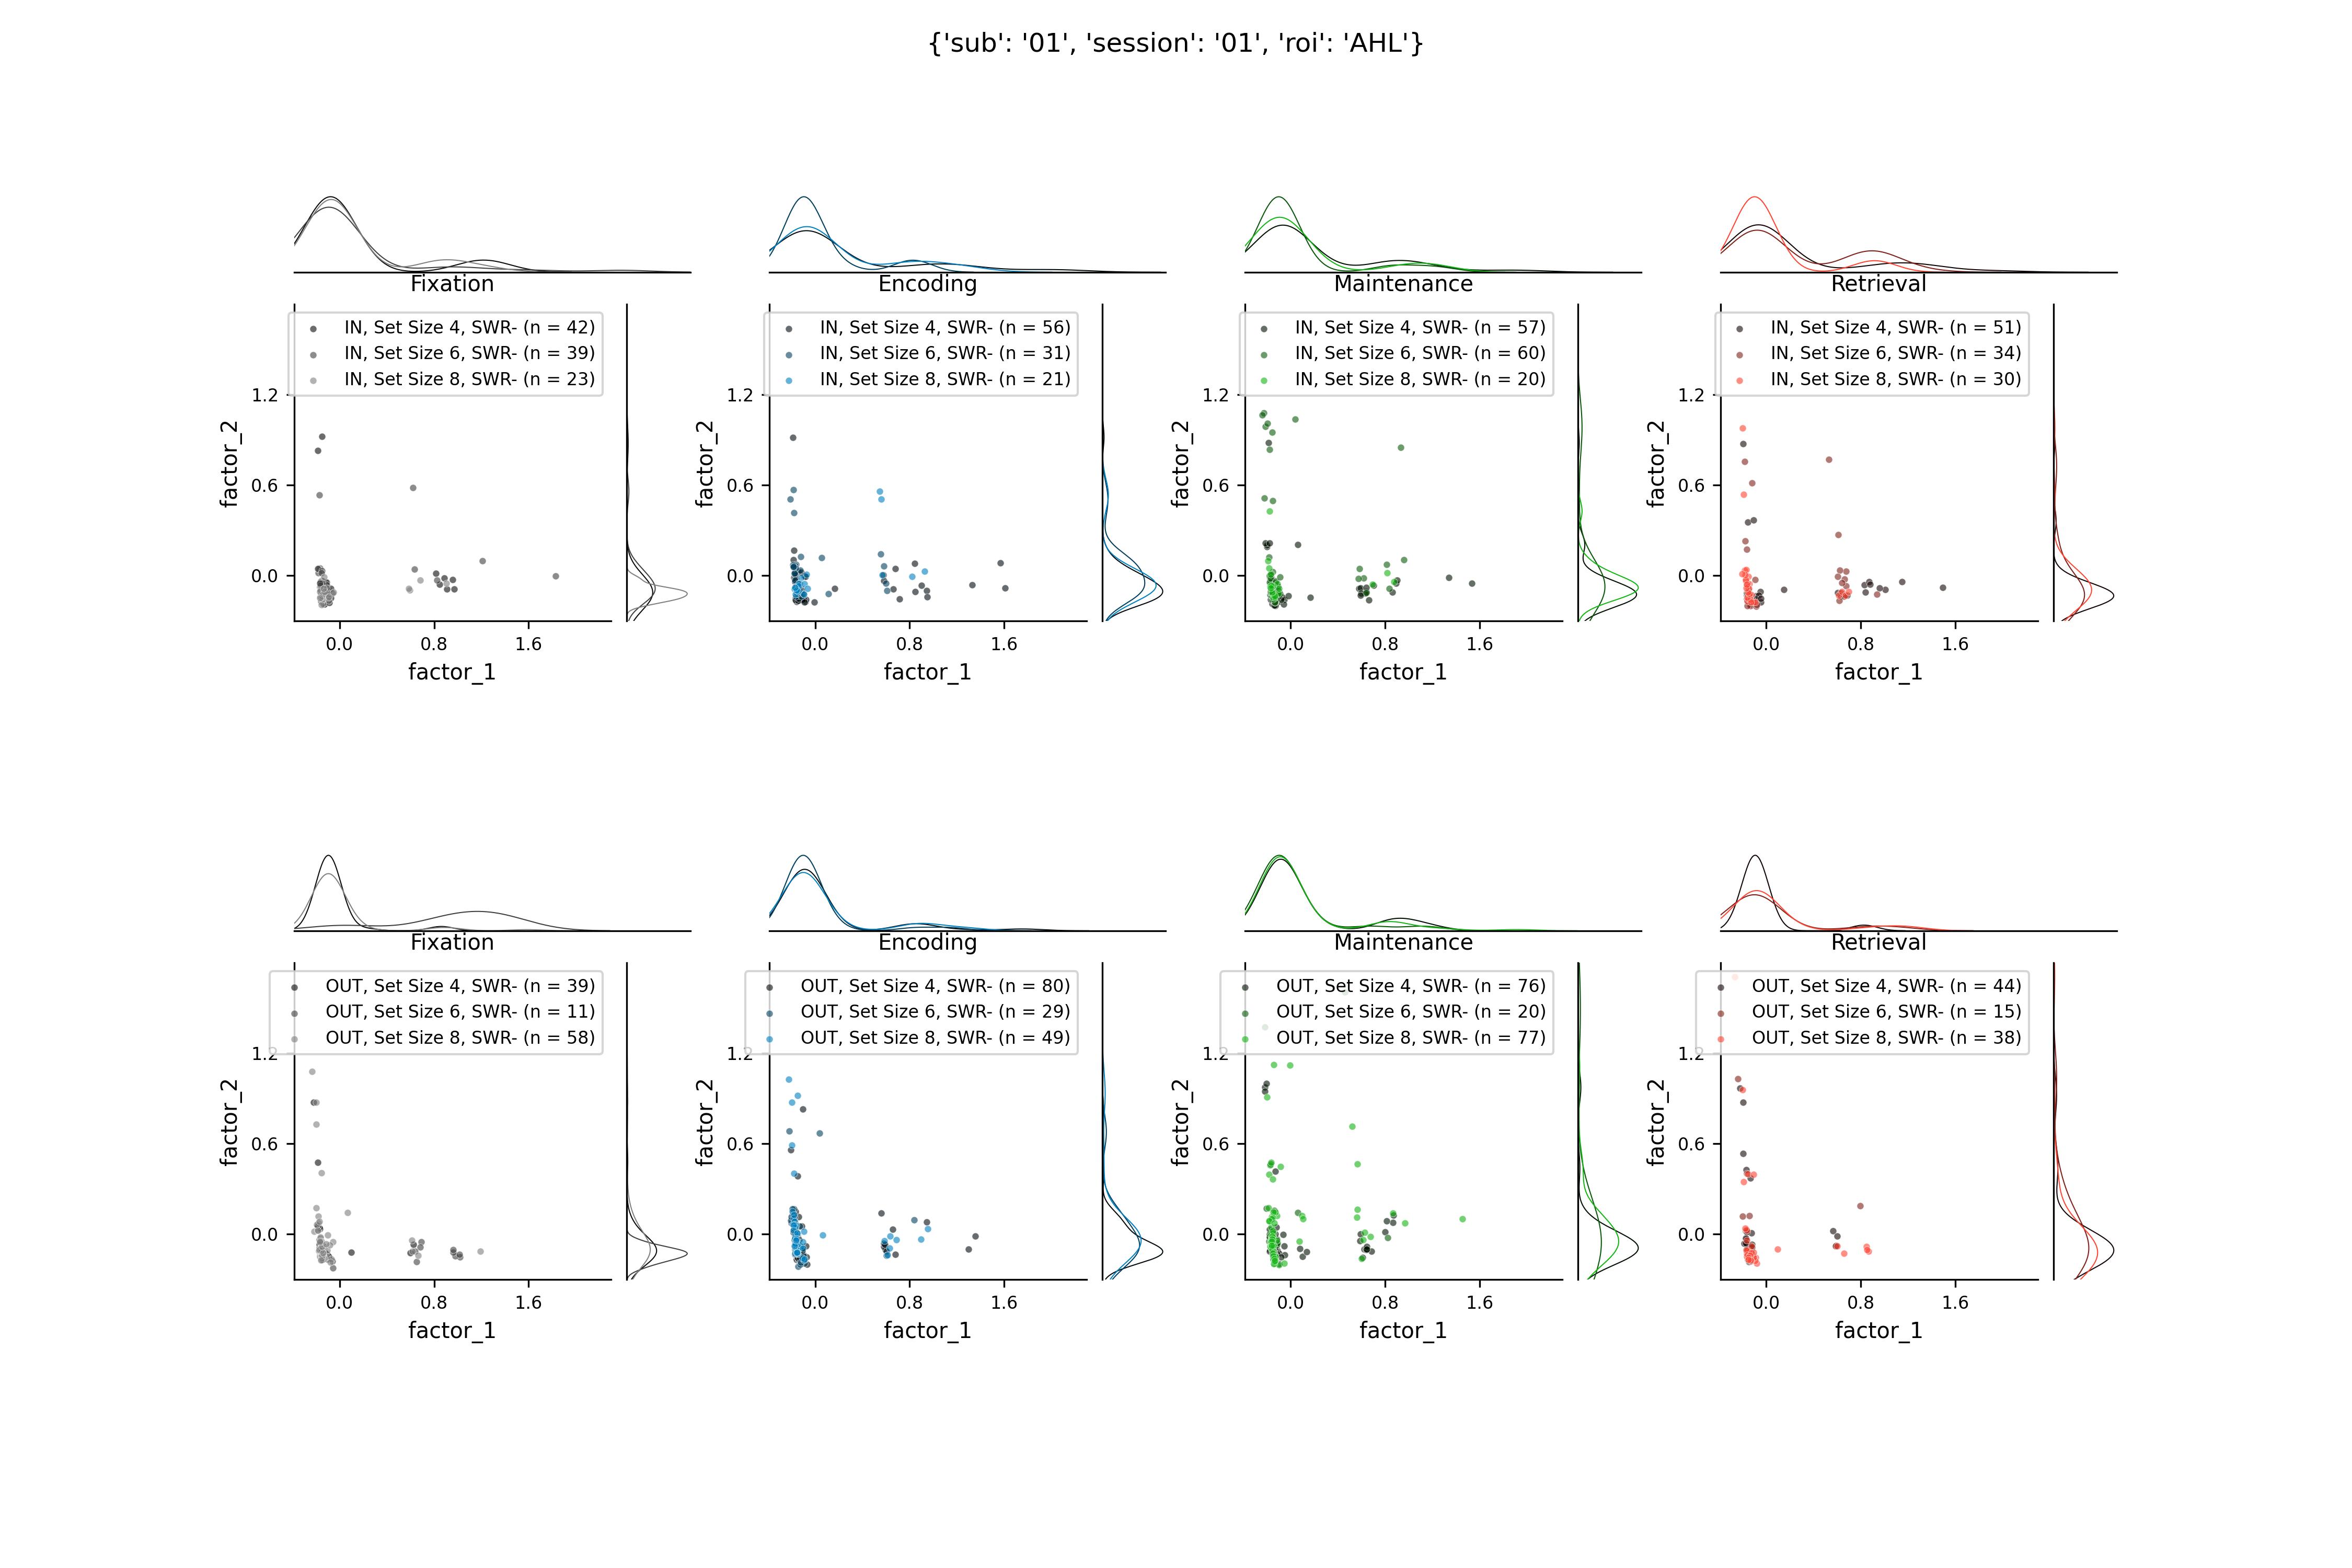 {'sub': '01', 'session': '01', 'roi': 'AHL'}
Fixation
IN, Set Size 4, SWR- (n = 42)
IN, Set Size 6, SWR- (n = 39)
IN, Set Size 8, SWR- (n = 23)
1.2
0.6
0.0
factor_2
0.0 0.8 1.6
factor_1
Encoding
IN, Set Size 4, SWR- (n = 56)
IN, Set Size 6, SWR- (n = 31)
IN, Set Size 8, SWR- (n = 21)
factor_2
0.0 0.8 1.6
factor_1
Maintenance
IN, Set Size 4, SWR- (n = 57)
IN, Set Size 6, SWR- (n = 60)
IN, Set Size 8, SWR- (n = 20)
1.2
0.6
0.0
factor_2
0.0 0.8 1.6
factor_1
Retrieval
IN, Set Size 4, SWR- (n = 51)
IN, Set Size 6, SWR- (n = 34)
IN, Set Size 8, SWR- (n = 30)
1.2
0.6
0.0
factor_2
0.0 0.8 1.6
factor_1
Fixation
OUT, Set Size 4, SWR- (n = 39)
OUT, Set Size 6, SWR- (n = 11)
OUT, Set Size 8, SWR- (n = 58)
1.2
0.6
0.0
factor_2
0.0 0.8 1.6
factor_1
Encoding
OUT, Set Size 4, SWR- (n = 80)
OUT, Set Size 6, SWR- (n = 29)
OUT, Set Size 8, SWR- (n = 49)
1.2
0.6
0.0
factor_2
0.0 0.8 1.6
factor_1
Maintenance
OUT, Set Size 4, SWR- (n = 76)
OUT, Set Size 6, SWR- (n = 20)
OUT, Set Size 8, SWR- (n = 77)
1.2
0.6
0.0
factor_2
0.0 0.8 1.6
factor_1
Retrieval
OUT, Set Size 4, SWR- (n = 44)
OUT, Set Size 6, SWR- (n = 15)
OUT, Set Size 8, SWR- (n = 38)
1.2
0.6
0.0
factor_2
0.0 0.8 1.6
factor_1